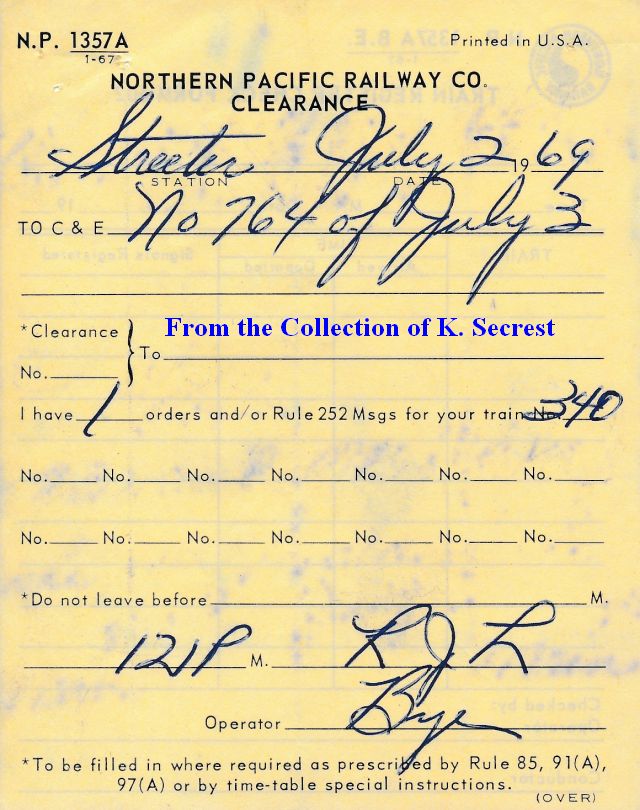 N.P. 1357A Printed in U.S.A.
1-67
NORTHERN PACIFIC RAILWAY CO.
CLEARANCE
Streeter July 2 1969
STATION DATE
TO C & E No 764 of July 3
From the Collection of K. Secrest
*Clearance
No. To
I have 1 orders and/or Rule 252 Msgs for your train No. 340
No. No. No. No. No. No. No.
No. No. No. No. No. No. No.
*Do not leave before M.
M. R J L
Operator Bye
*To be filled in where required as prescribed by Rule 85, 91(A),
97(A) or by time-table special instructions.
(OVER)